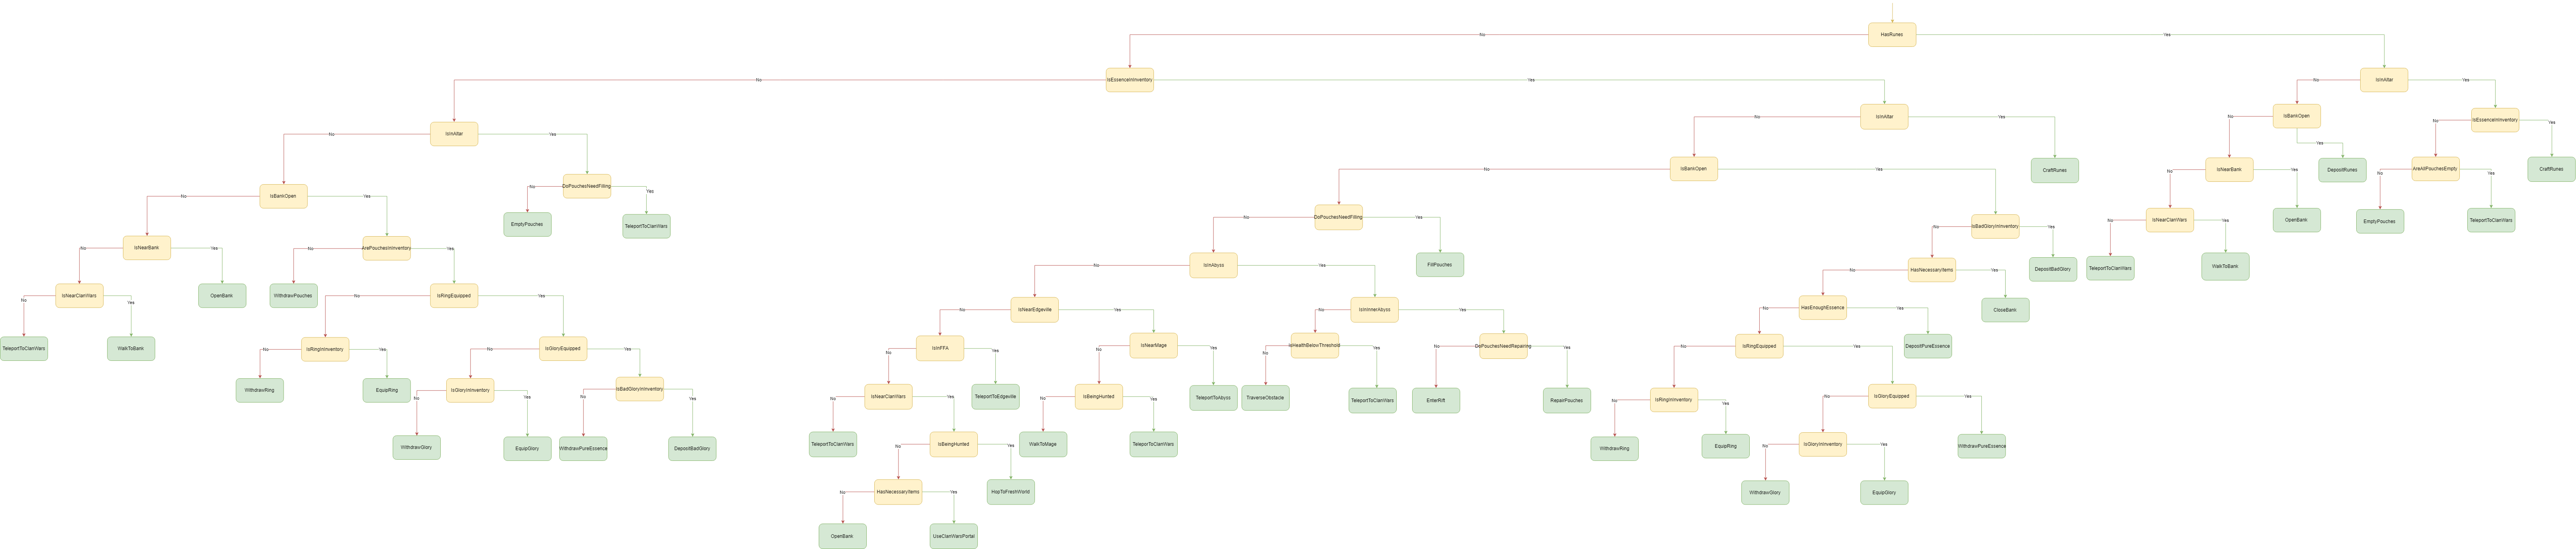 HasRunes
No
Yes
IsEssenceInInventory
IsInAltar
No
Yes
No
Yes
IsInAltar
IsBankOpen
IsEssenceInInventory
No
Yes
No
Yes
No
Yes
IsInAltar
No
Yes
IsBankOpen
CraftRunes
IsNearBank
DepositRunes
AreAllPouchesEmpty
CraftRunes
No
Yes
No
Yes
No
Yes
No
Yes
DoPouchesNeedFilling
No
Yes
IsBankOpen
No
Yes
DoPouchesNeedFilling
No
Yes
IsNearClanWars
OpenBank
EmptyPouches
TeleportToClanWars
EmptyPouches
TeleportToClanWars
IsBadGloryInInventory
No
Yes
No
Yes
IsNearBank
ArePouchesInInventory
No
Yes
No
Yes
IsInAbyss
No
Yes
FillPouches
HasNecessaryItems
No
Yes
DepositBadGlory
TeleportToClanWars
WalkToBank
IsNearClanWars
No
Yes
OpenBank
WithdrawPouches
IsRingEquipped
No
Yes
IsNearEdgeville
No
Yes
IsInInnerAbyss
No
Yes
HasEnoughEssence
No
Yes
CloseBank
TeleportToClanWars
WalkToBank
IsRingInInventory
No
Yes
IsGloryEquipped
No
Yes
IsInFFA
No
Yes
IsNearMage
No
Yes
IsHealthBelowThreshold
No
Yes
DoPouchesNeedRepairing
No
Yes
IsRingEquipped
No
Yes
DepositPureEssence
WithdrawRing
EquipRing
IsGloryInventory
No
Yes
IsBadGloryInInventory
No
Yes
IsNearClanWars
No
Yes
TeleportToEdgeville
IsBeingHunted
No
Yes
TeleportToAbyss
TraverseObstacle
TeleportToClanWars
EnterRift
RepairPouches
IsRingInInventory
No
Yes
IsGloryEquipped
No
Yes
WithdrawGlory
EquipGlory
WithdrawPureEssence
DepositBadGlory
TeleportToClanWars
IsBeingHunted
No
Yes
WalkToMage
TeleporToClanWars
WithdrawRing
EquipRing
IsGloryInInventory
No
Yes
WithdrawPureEssence
HasNecessaryItems
No
Yes
HopToFreshWorld
WithdrawGlory
EquipGlory
OpenBank
UseClanWarsPortal